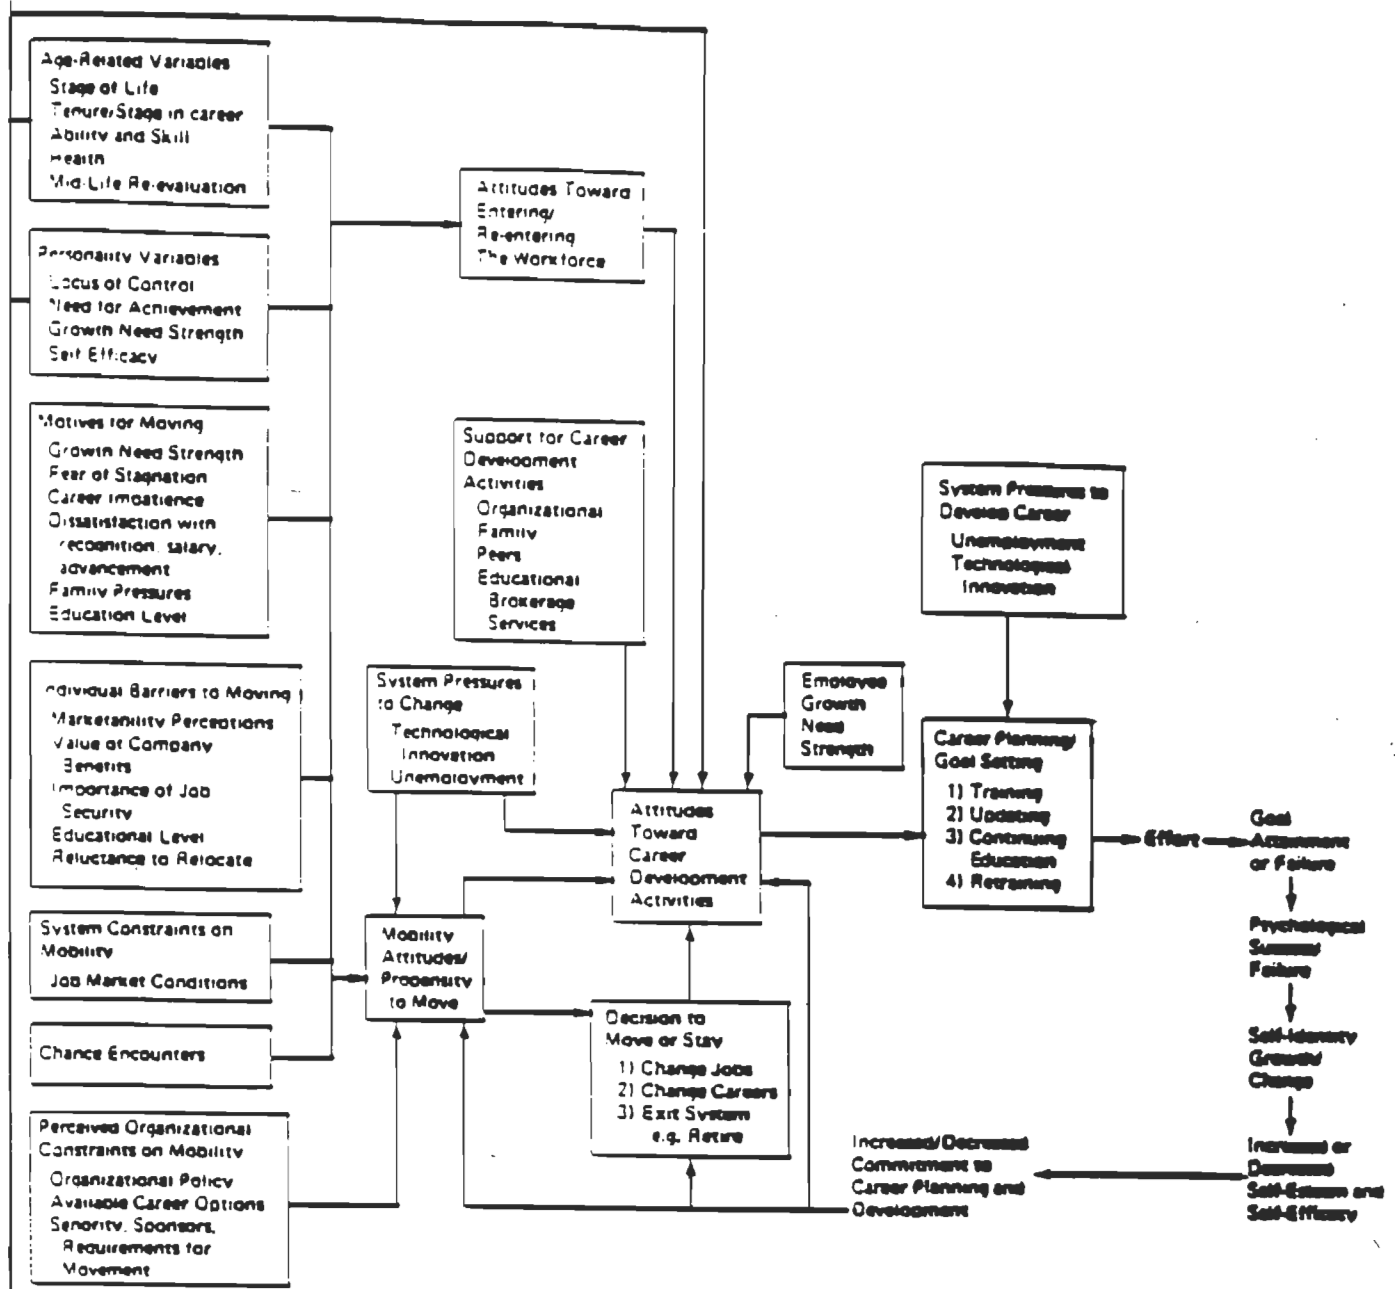 Age-Related Variables
Stage of Life
Tenure/Stage in career
Ability and Skill
Health
Mid-Life Re-evaluation
Personality Variables
Locus of Control
Need for Achievement
Growth Need Strength
Self Efficacy
Motives for Moving
Growth Need Strength
Fear of Stagnation
Career Impatience
Dissatisfaction with
recognition, salary,
advancement
Family Pressures
Education Level
Individual Barriers to Moving
Marketability Perceptions
Value of Company
Benefits
Importance of Job
Security
Educational Level
Reluctance to Relocate
System Constraints on
Mobility
Job Market Conditions
Chance Encounters
Perceived Organizational
Constraints on Mobility
Organizational Policy
Available Career Options
Senority, Sponsors,
Requirements for
Movement
Attitudes Toward
Entering/
Re-entering
The Workforce
Support for Career
Development
Activities
Organizational
Family
Peers
Educational
Brokerage
Services
System Pressures
to Change
Technological
Innovation
Unemployment
Mobility
Attitudes/
Propensity
to Move
Attitudes
Toward
Career
Development
Activities
Decision to
Move or Stay
1) Change Jobs
2) Change Careers
3) Exit System
e.g. Retire
Employee
Growth
Need
Strength
System Pressures to
Develop Career
Unemployment
Technological
Innovation
Career Planning/
Goal Setting
1) Training
2) Updating
3) Continuing
Education
4) Retraining
Effort
Goal
Attainment
or Failure
Psychological
Success/
Failure
Self-Identity
Growth/
Change
Increased or
Decreased
Self-Esteem and
Self-Efficacy
Increased/Decreased
Commitment to
Career Planning and
Development